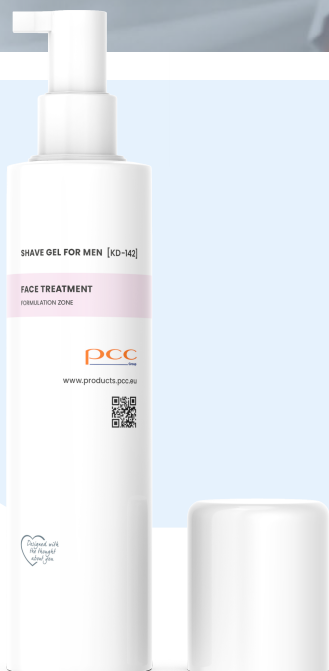 SHAVE GEL FOR MEN [KD-142]
FACE TREATMENT
FORMULATION ZONE
pcc
Group
www.products.pcc.eu
Designed with
the thought
about you